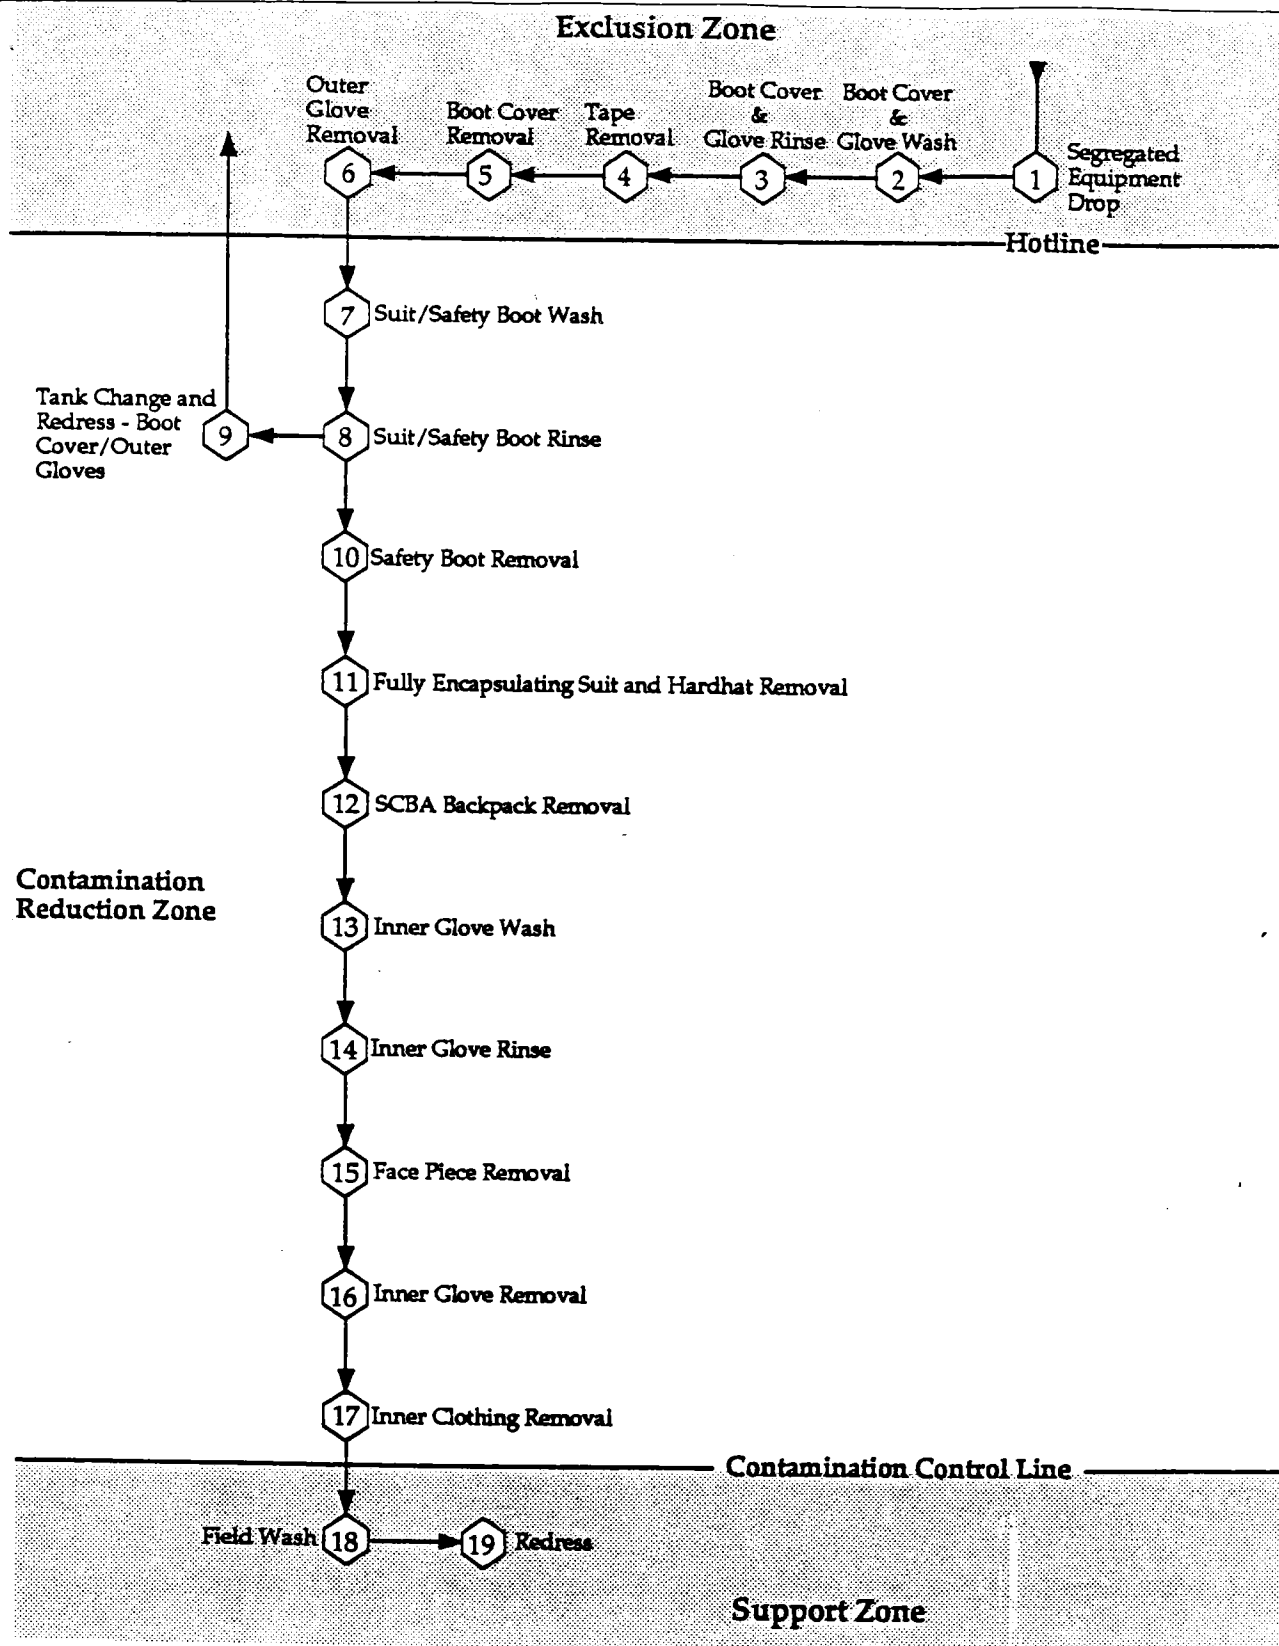 Exclusion Zone
Outer
Glove
Removal
Boot Cover
Removal
Tape
Removal
Boot Cover
&
Glove Rinse
Boot Cover
&
Glove Wash
Segregated
Equipment
Drop
6
5
4
3
2
1
Hotline
7 Suit/Safety Boot Wash
Tank Change and
Redress - Boot
Cover/Outer
Gloves
9
8 Suit/Safety Boot Rinse
10 Safety Boot Removal
11 Fully Encapsulating Suit and Hardhat Removal
12 SCBA Backpack Removal
Contamination
Reduction Zone
13 Inner Glove Wash
14 Inner Glove Rinse
15 Face Piece Removal
16 Inner Glove Removal
17 Inner Clothing Removal
Contamination Control Line
Field Wash 18 19 Redress
Support Zone